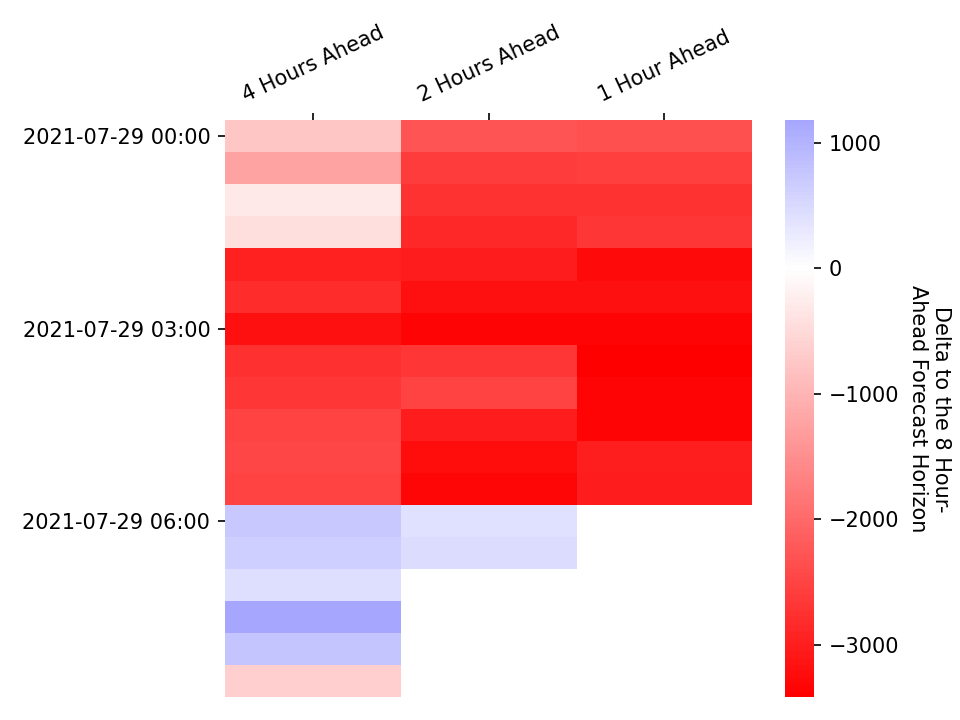 4 Hours Ahead
2 Hours Ahead
1 Hour Ahead
2021-07-29 00:00
2021-07-29 03:00
2021-07-29 06:00
1000
0
−1000
−2000
−3000
Delta to the 8 Hour-
Ahead Forecast Horizon